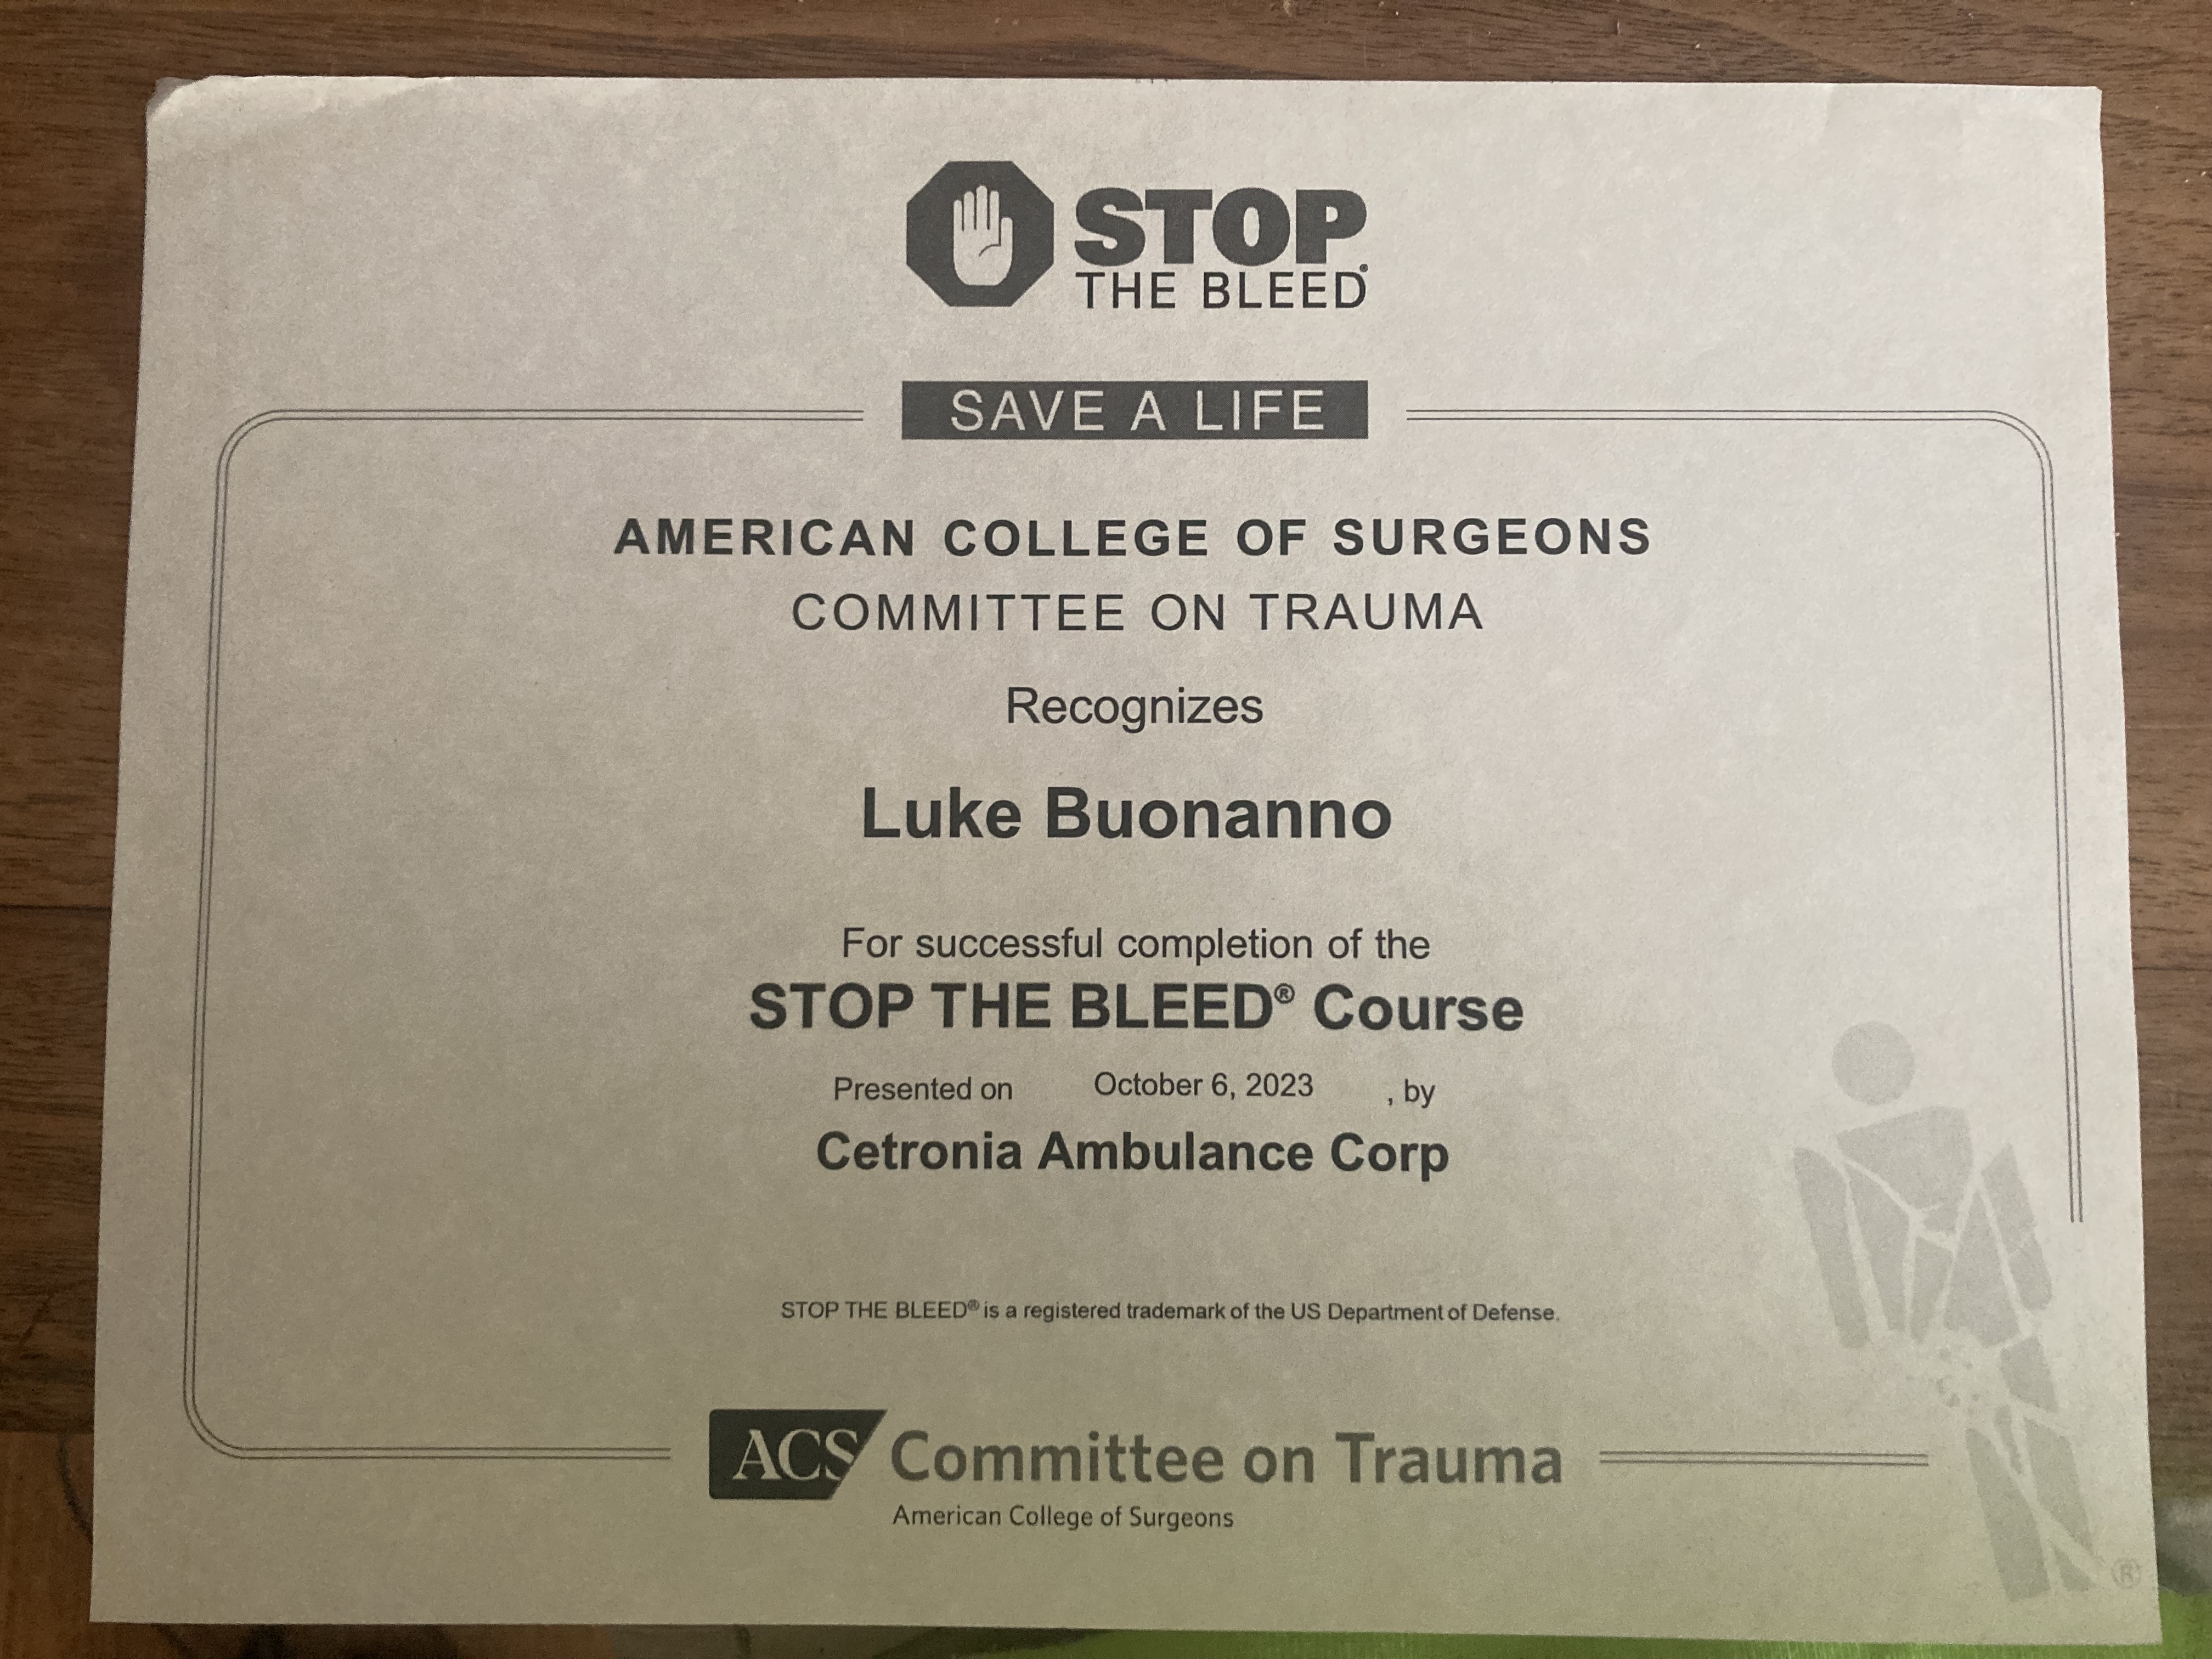 STOP
THE BLEED®
SAVE A LIFE
AMERICAN COLLEGE OF SURGEONS
COMMITTEE ON TRAUMA
Recognizes
Luke Buonanno
For successful completion of the
STOP THE BLEED® Course
Presented on October 6, 2023 , by
Cetronia Ambulance Corp
STOP THE BLEED® is a registered trademark of the US Department of Defense.
ACS Committee on Trauma
American College of Surgeons
®